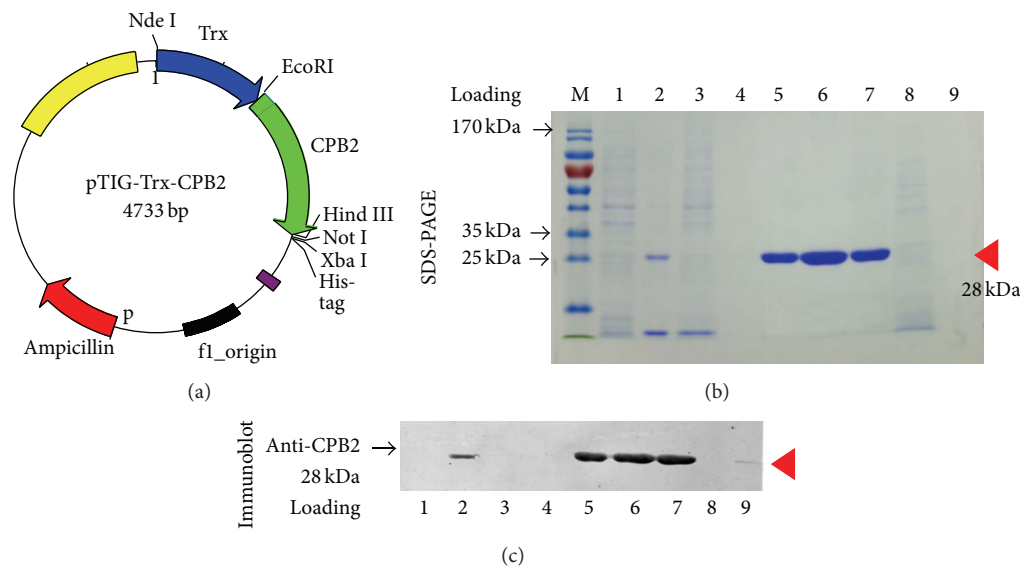 Nde I
Trx
EcoRI
1
CPB2
pTIG-Trx-CPB2
4733 bp
Hind III
Not I
Xba I
His-
tag
p
Ampicillin
f1_origin
(a)
Loading M 1 2 3 4 5 6 7 8 9
170 kDa
35 kDa
25 kDa
SDS-PAGE
28 kDa
(b)
Immunoblot
Anti-CPB2
28 kDa
Loading 1 2 3 4 5 6 7 8 9
(c)